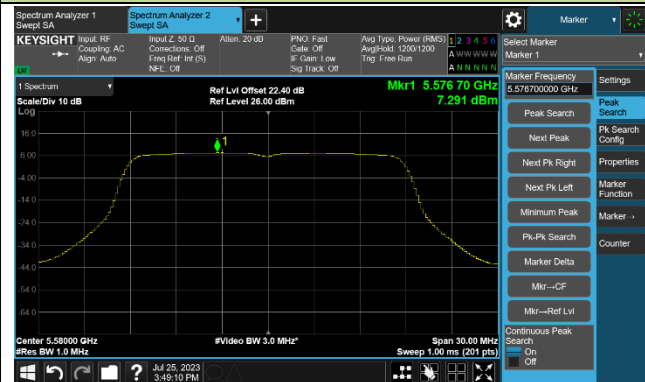 Spectrum Analyzer 1
Swept SA
Spectrum Analyzer 2
Swept SA
Marker
KEYSIGHT
Input: RF
Coupling: AC
Align: Auto
Input Z: 50 Ω
Corrections: Off
Freq Ref: Int (S)
NFE: Off
Atten: 20 dB
PNO: Fast
Gate: Off
IF Gain: Low
Sig Track: Off
Avg Type: Power (RMS)
Avg|Hold: 1200/1200
Trig: Free Run
1 2 3 4 5 6
A W W W W W
A N N N N N
LNI
Select Marker
Marker 1
1 Spectrum
Scale/Div 10 dB
Log
Ref Lvl Offset 22.40 dB
Ref Level 26.00 dBm
Mkr1 5.576 70 GHz
7.291 dBm
16.0
6.00
-4.00
-14.0
-24.0
-34.0
-44.0
-54.0
-64.0
1
Center 5.58000 GHz
#Res BW 1.0 MHz
#Video BW 3.0 MHz*
Span 30.00 MHz
Sweep 1.00 ms (201 pts)
Marker Frequency
5.576700000 GHz
Peak Search
Next Peak
Next Pk Right
Next Pk Left
Minimum Peak
Pk-Pk Search
Marker Delta
Mkr→CF
Mkr→Ref Lvl
Continuous Peak
Search
On
Off
Settings
Peak
Search
Pk Search
Config
Properties
Marker
Function
Marker→
Counter
Jul 25, 2023
3:49:10 PM